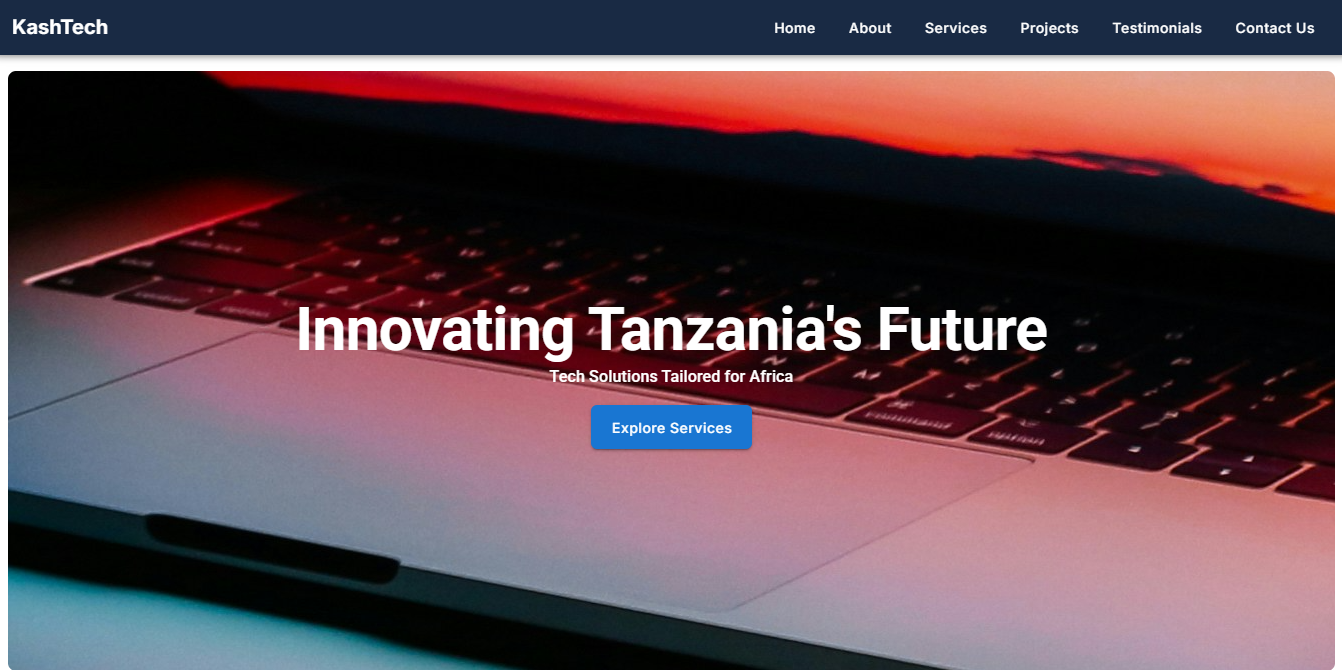 KashTech
Home About Services Projects Testimonials Contact Us
Innovating Tanzania's Future
Tech Solutions Tailored for Africa
Explore Services